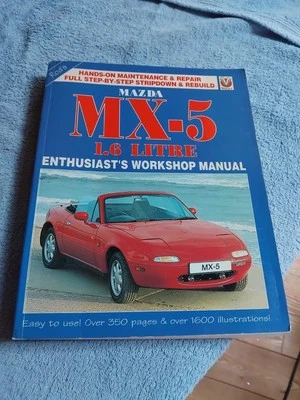 HANDS-ON MAINTENANCE & REPAIR
FULL STEP-BY-STEP STRIPDOWN & REBUILD
MAZDA
MX-5
1.6 LITRE
ENTHUSIAST'S WORKSHOP MANUAL
MX-5
Easy to use! Over 350 pages & over 1600 illustrations!